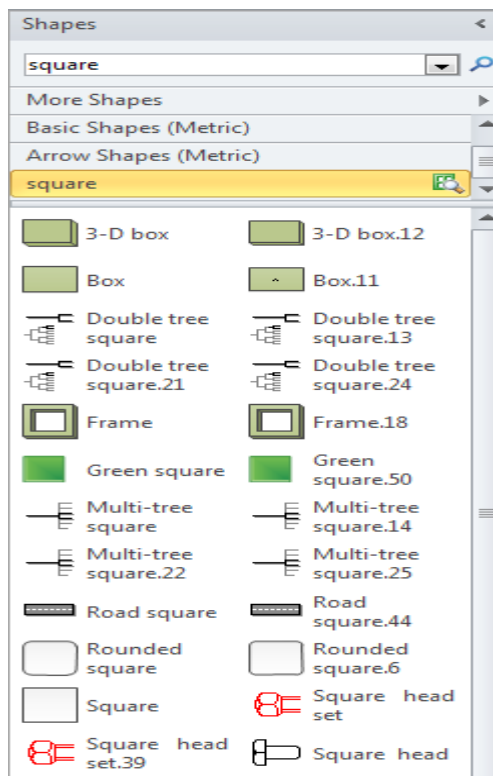 Shapes
square
More Shapes
Basic Shapes (Metric)
Arrow Shapes (Metric)
square
3-D box
3-D box.12
Box
Box.11
Double tree
square
Double tree
square.13
Double tree
square.21
Double tree
square.24
Frame
Frame.18
Green square
Green
square.50
Multi-tree
square
Multi-tree
square.14
Multi-tree
square.22
Multi-tree
square.25
Road square
Road
square.44
Rounded
square
Rounded
square.6
Square
Square head
set
Square head
set.39
Square head